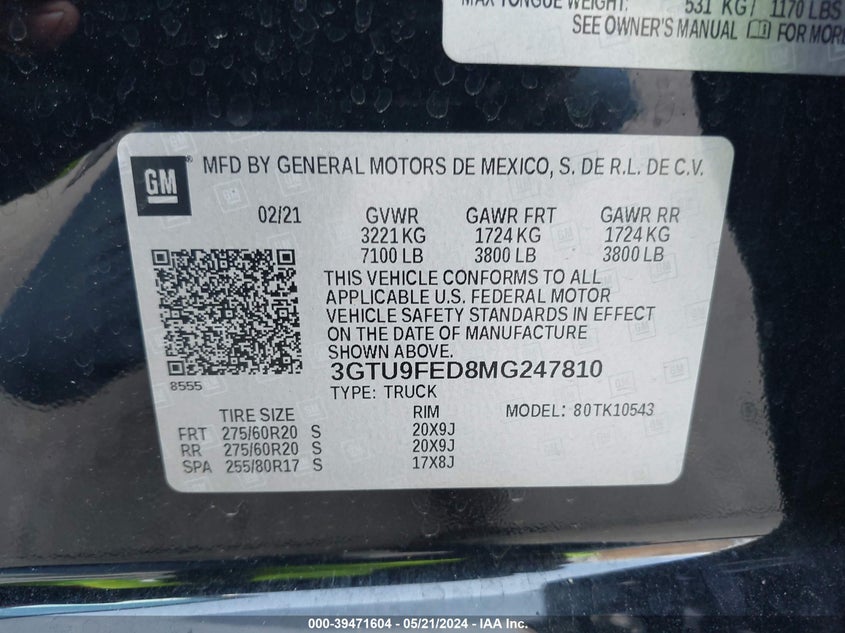 MAX TONGUE WEIGHT: 531 KG/ 1170 LBS
SEE OWNER'S MANUAL FOR MORE
GM
® MFD BY GENERAL MOTORS DE MEXICO, S. DE R.L. DE C.V.
02/21 GVWR GAWR FRT GAWR RR
3221 KG 1724 KG 1724 KG
7100 LB 3800 LB 3800 LB
THIS VEHICLE CONFORMS TO ALL
APPLICABLE U.S. FEDERAL MOTOR
VEHICLE SAFETY STANDARDS IN EFFECT
ON THE DATE OF MANUFACTURE
SHOWN ABOVE.
3GTU9FED8MG247810
8555
TYPE: TRUCK
TIRE SIZE RIM MODEL: 80TK10543
FRT 275/60R20 S 20X9J
RR 275/60R20 S 20X9J
SPA 255/80R17 S 17X8J
000-39471604 - 05/21/2024 - IAA Inc.